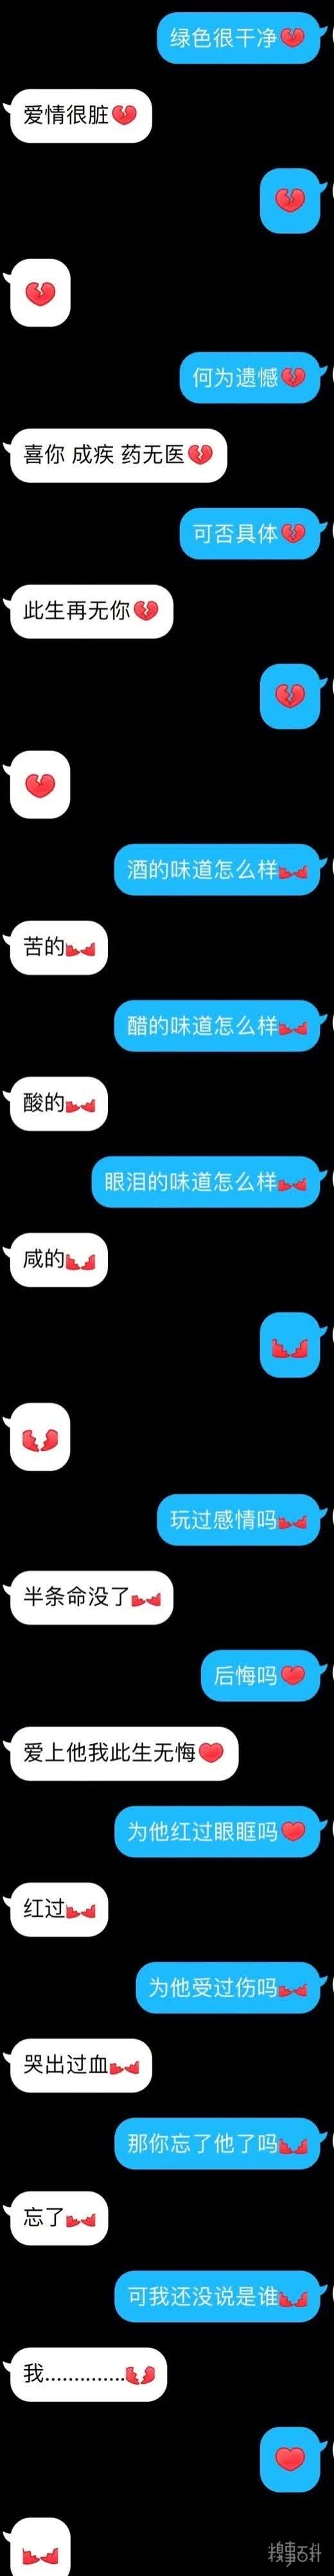 绿色很干净💔
爱情很脏💔
💔
💔
何为遗憾💔
喜你 成疾 药无医💔
可否具体💔
此生再无你💔
💔
💔
酒的味道怎么样
苦的
醋的味道怎么样
酸的
眼泪的味道怎么样
咸的
玩过感情吗
半条命没了
后悔吗
爱上他我此生无悔❤
为他红过眼眶吗❤
红过
为他受过伤吗
哭出过血
那你忘了他了吗
忘了
可我还没说是谁
我..............
❤
糗事百科